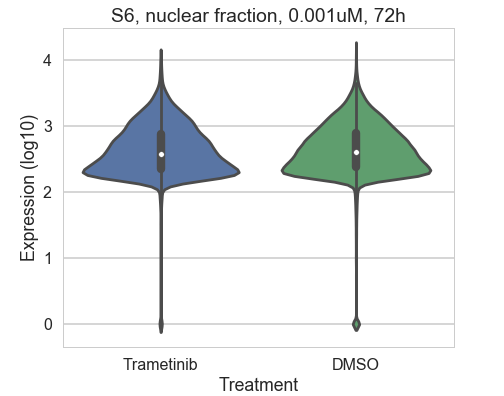 S6, nuclear fraction, 0.001uM, 72h
Expression (log10)
4
3
2
1
0
Trametinib
DMSO
Treatment